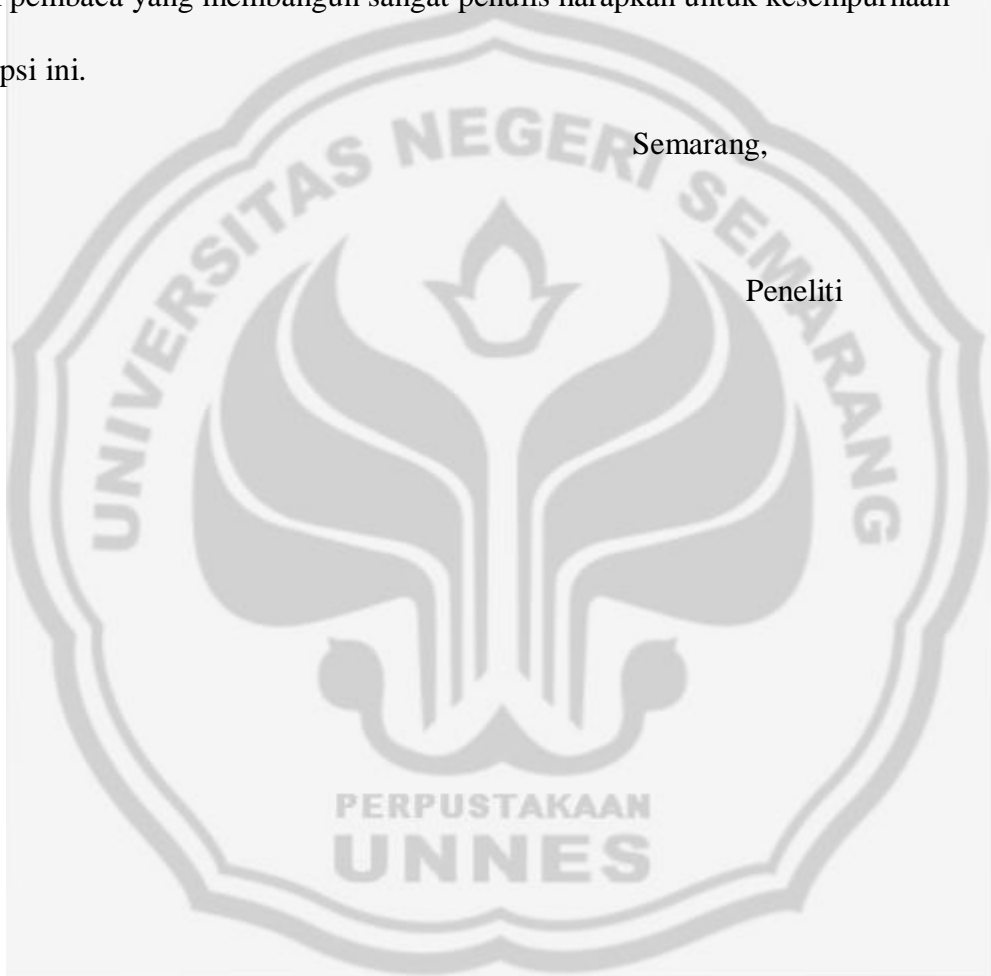 pembaca yang membangun sangat penulis harapkan untuk kesempurnaan
psi ini.
Semarang,
Peneliti
UNIVERSITAS NEGERI SEMARANG
PERPUSTAKAAN
UNNES